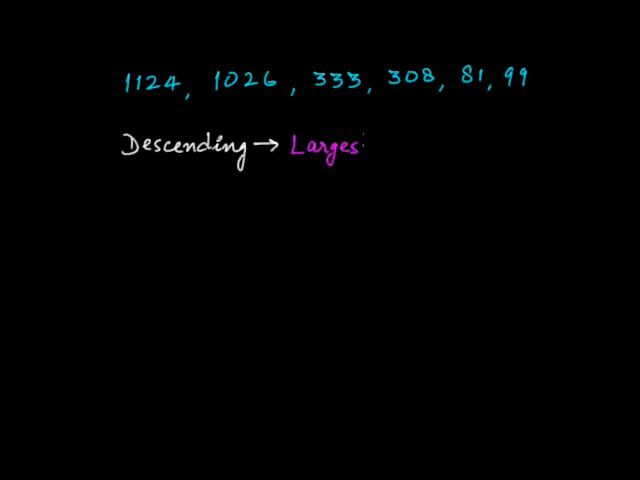 1124, 1026, 333, 308, 81, 99
Descending → Larges